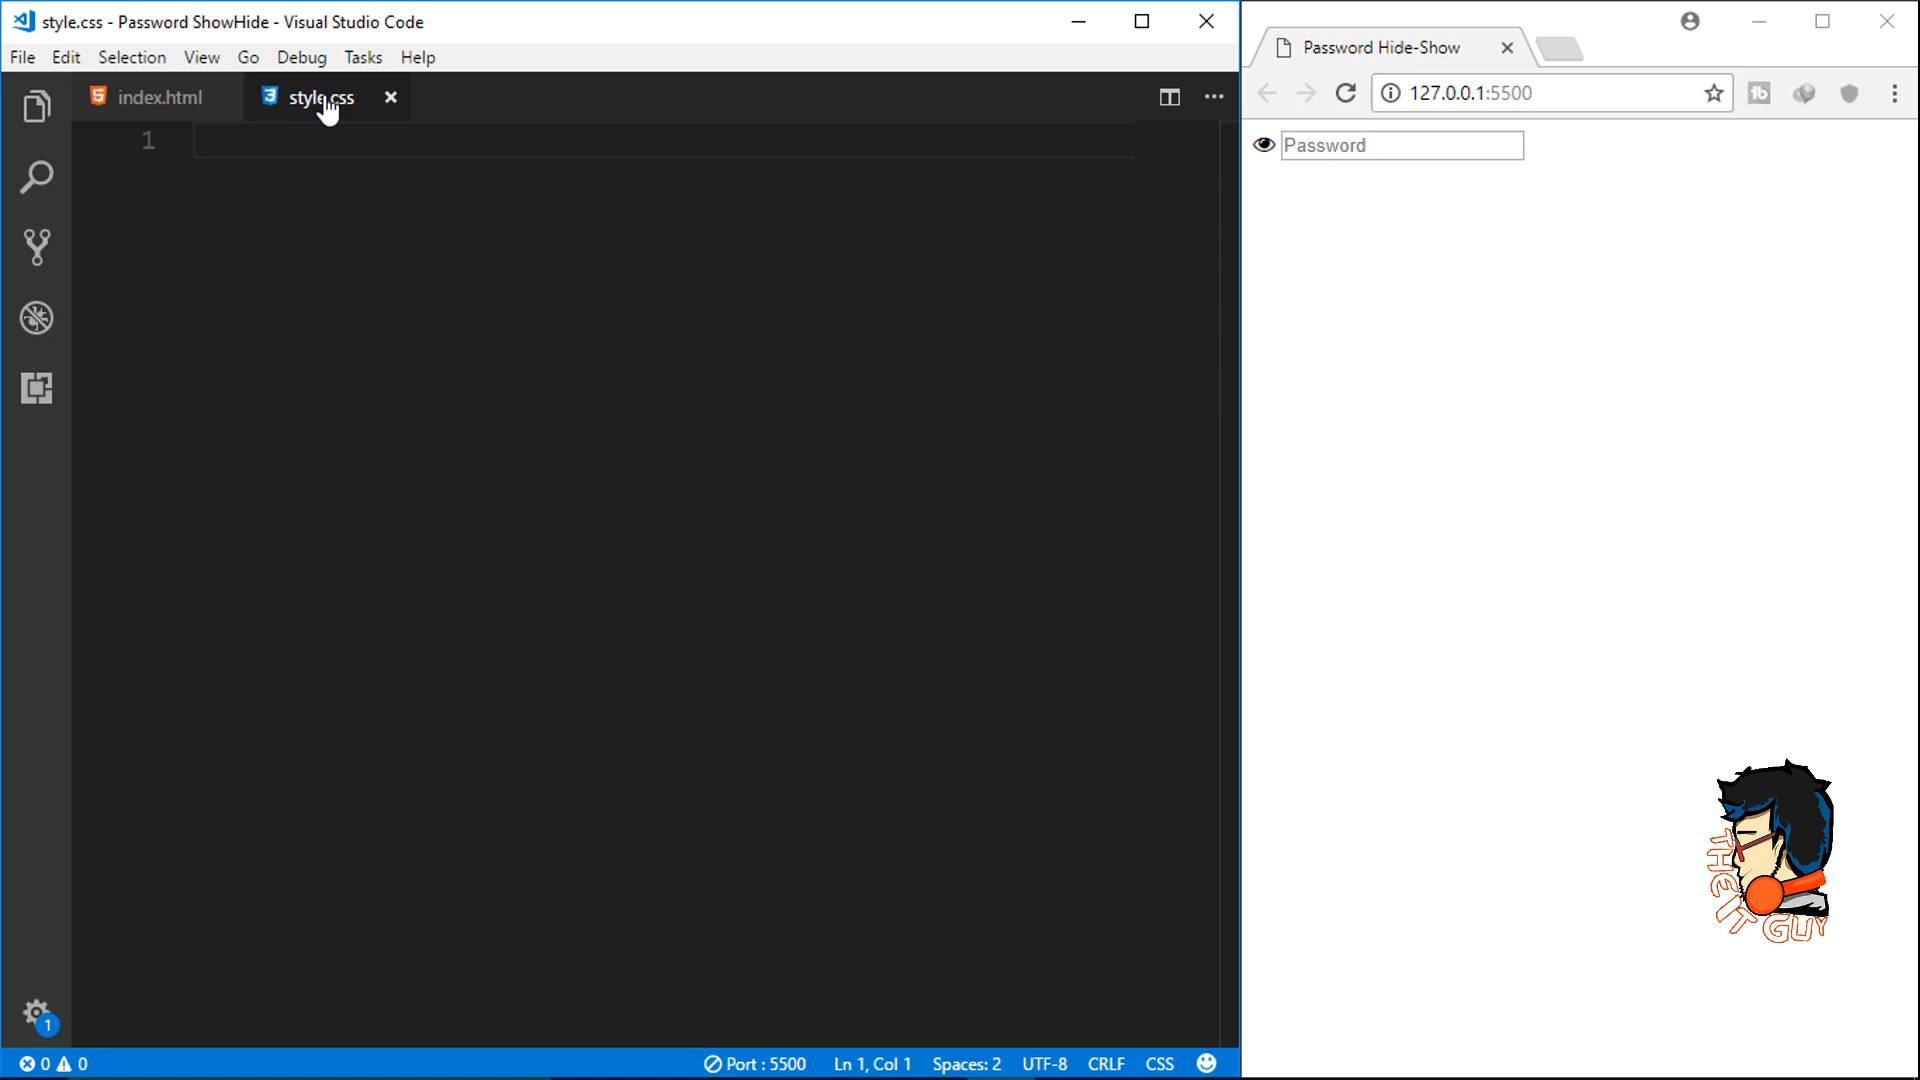 style.css - Password ShowHide - Visual Studio Code
File Edit Selection View Go Debug Tasks Help
index.html
style.css
1
1
0 0
Port : 5500
Ln 1, Col 1
Spaces: 2
UTF-8
CRLF
CSS
Password Hide-Show
127.0.0.1:5500
Password
THE IT GUY